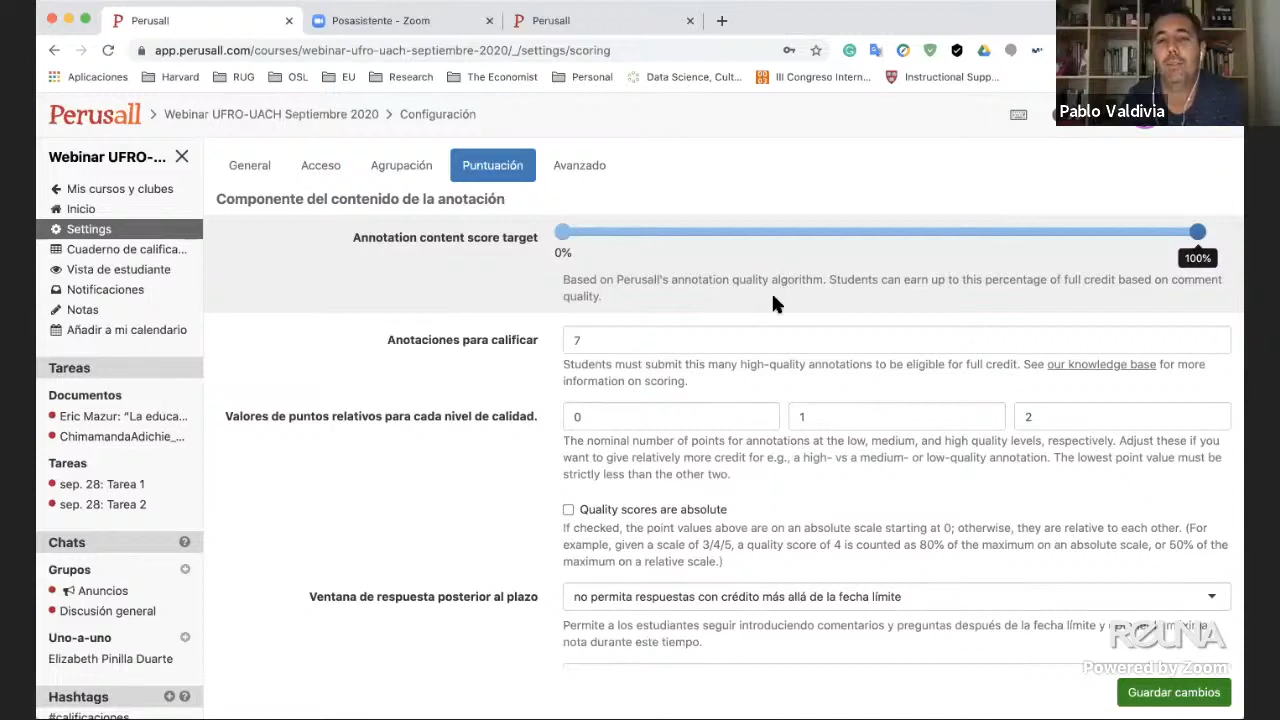 Perusall
Posasistente - Zoom
Perusall
app.perusall.com/courses/webinar-ufro-uach-septiembre-2020/_/settings/scoring
Aplicaciones
Harvard
RUG
OSL
EU
Research
The Economist
Personal
Data Science, Cult...
III Congreso Intern...
Instructional Supp...
Pablo Valdivia
Perusall > Webinar UFRO-UACH Septiembre 2020 > Configuración
Webinar UFRO-...
Mis cursos y clubes
Inicio
Settings
Cuaderno de califica...
Vista de estudiante
Notificaciones
Notas
Añadir a mi calendario
Tareas
Documentos
Eric Mazur: “La educa...
ChimamandaAdichie_...
Tareas
sep. 28: Tarea 1
sep. 28: Tarea 2
Chats
Grupos
Anuncios
Discusión general
Uno-a-uno
Elizabeth Pinilla Duarte
Hashtags
#calificaciones
General
Acceso
Agrupación
Puntuación
Avanzado
Componente del contenido de la anotación
Annotation content score target
0%
100%
Based on Perusall's annotation quality algorithm. Students can earn up to this percentage of full credit based on comment
quality.
Anotaciones para calificar
7
Students must submit this many high-quality annotations to be eligible for full credit. See our knowledge base for more
information on scoring.
Valores de puntos relativos para cada nivel de calidad.
0
1
2
The nominal number of points for annotations at the low, medium, and high quality levels, respectively. Adjust these if you
want to give relatively more credit for e.g., a high- vs a medium- or low-quality annotation. The lowest point value must be
strictly less than the other two.
Quality scores are absolute
If checked, the point values above are on an absolute scale starting at 0; otherwise, they are relative to each other. (For
example, given a scale of 3/4/5, a quality score of 4 is counted as 80% of the maximum on an absolute scale, or 50% of the
maximum on a relative scale.)
Ventana de respuesta posterior al plazo
no permita respuestas con crédito más allá de la fecha límite
Permite a los estudiantes seguir introduciendo comentarios y preguntas después de la fecha límite y
nota durante este tiempo.
REUNA
Powered by Zoom
Guardar cambios